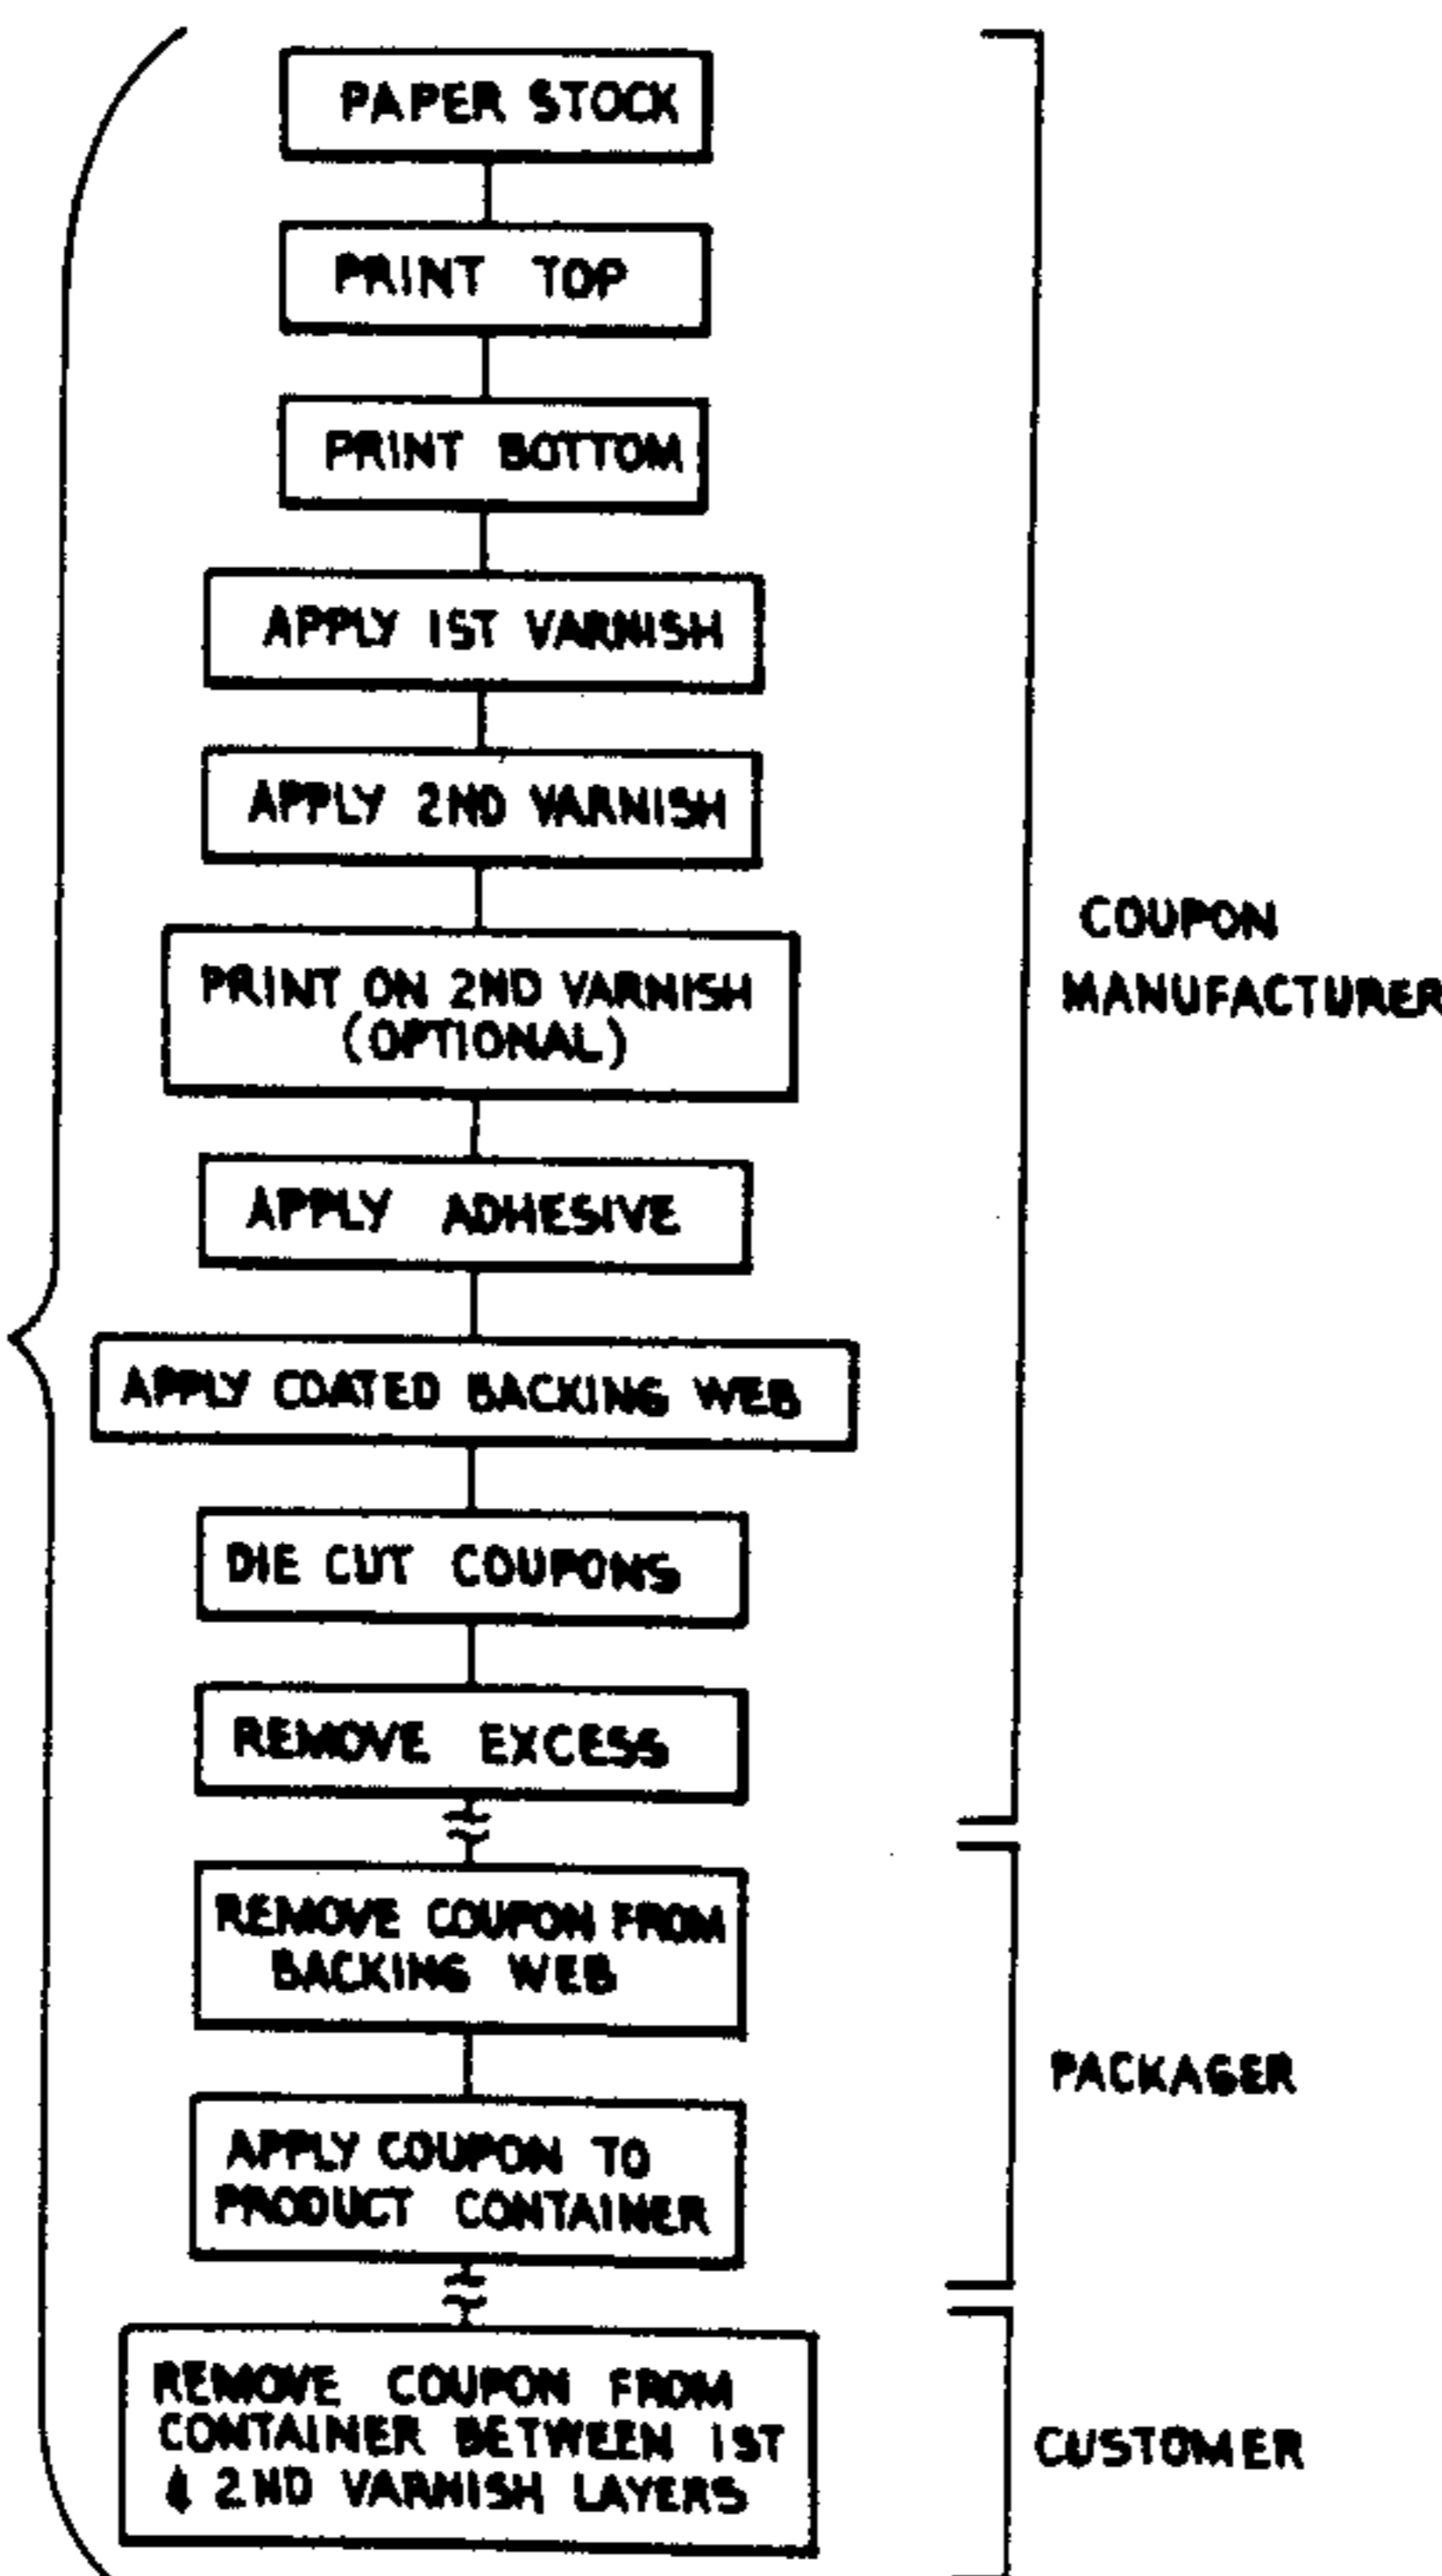 PAPER STOCK
PRINT TOP
PRINT BOTTOM
APPLY 1ST VARNISH
APPLY 2ND VARNISH
PRINT ON 2ND VARNISH
(OPTIONAL)
APPLY ADHESIVE
APPLY COATED BACKING WEB
DIE CUT COUPONS
REMOVE EXCESS
COUPON
MANUFACTURER
REMOVE COUPON FROM
BACKING WEB
APPLY COUPON TO
PRODUCT CONTAINER
PACKAGER
REMOVE COUPON FROM
CONTAINER BETWEEN 1ST
& 2ND VARNISH LAYERS
CUSTOMER